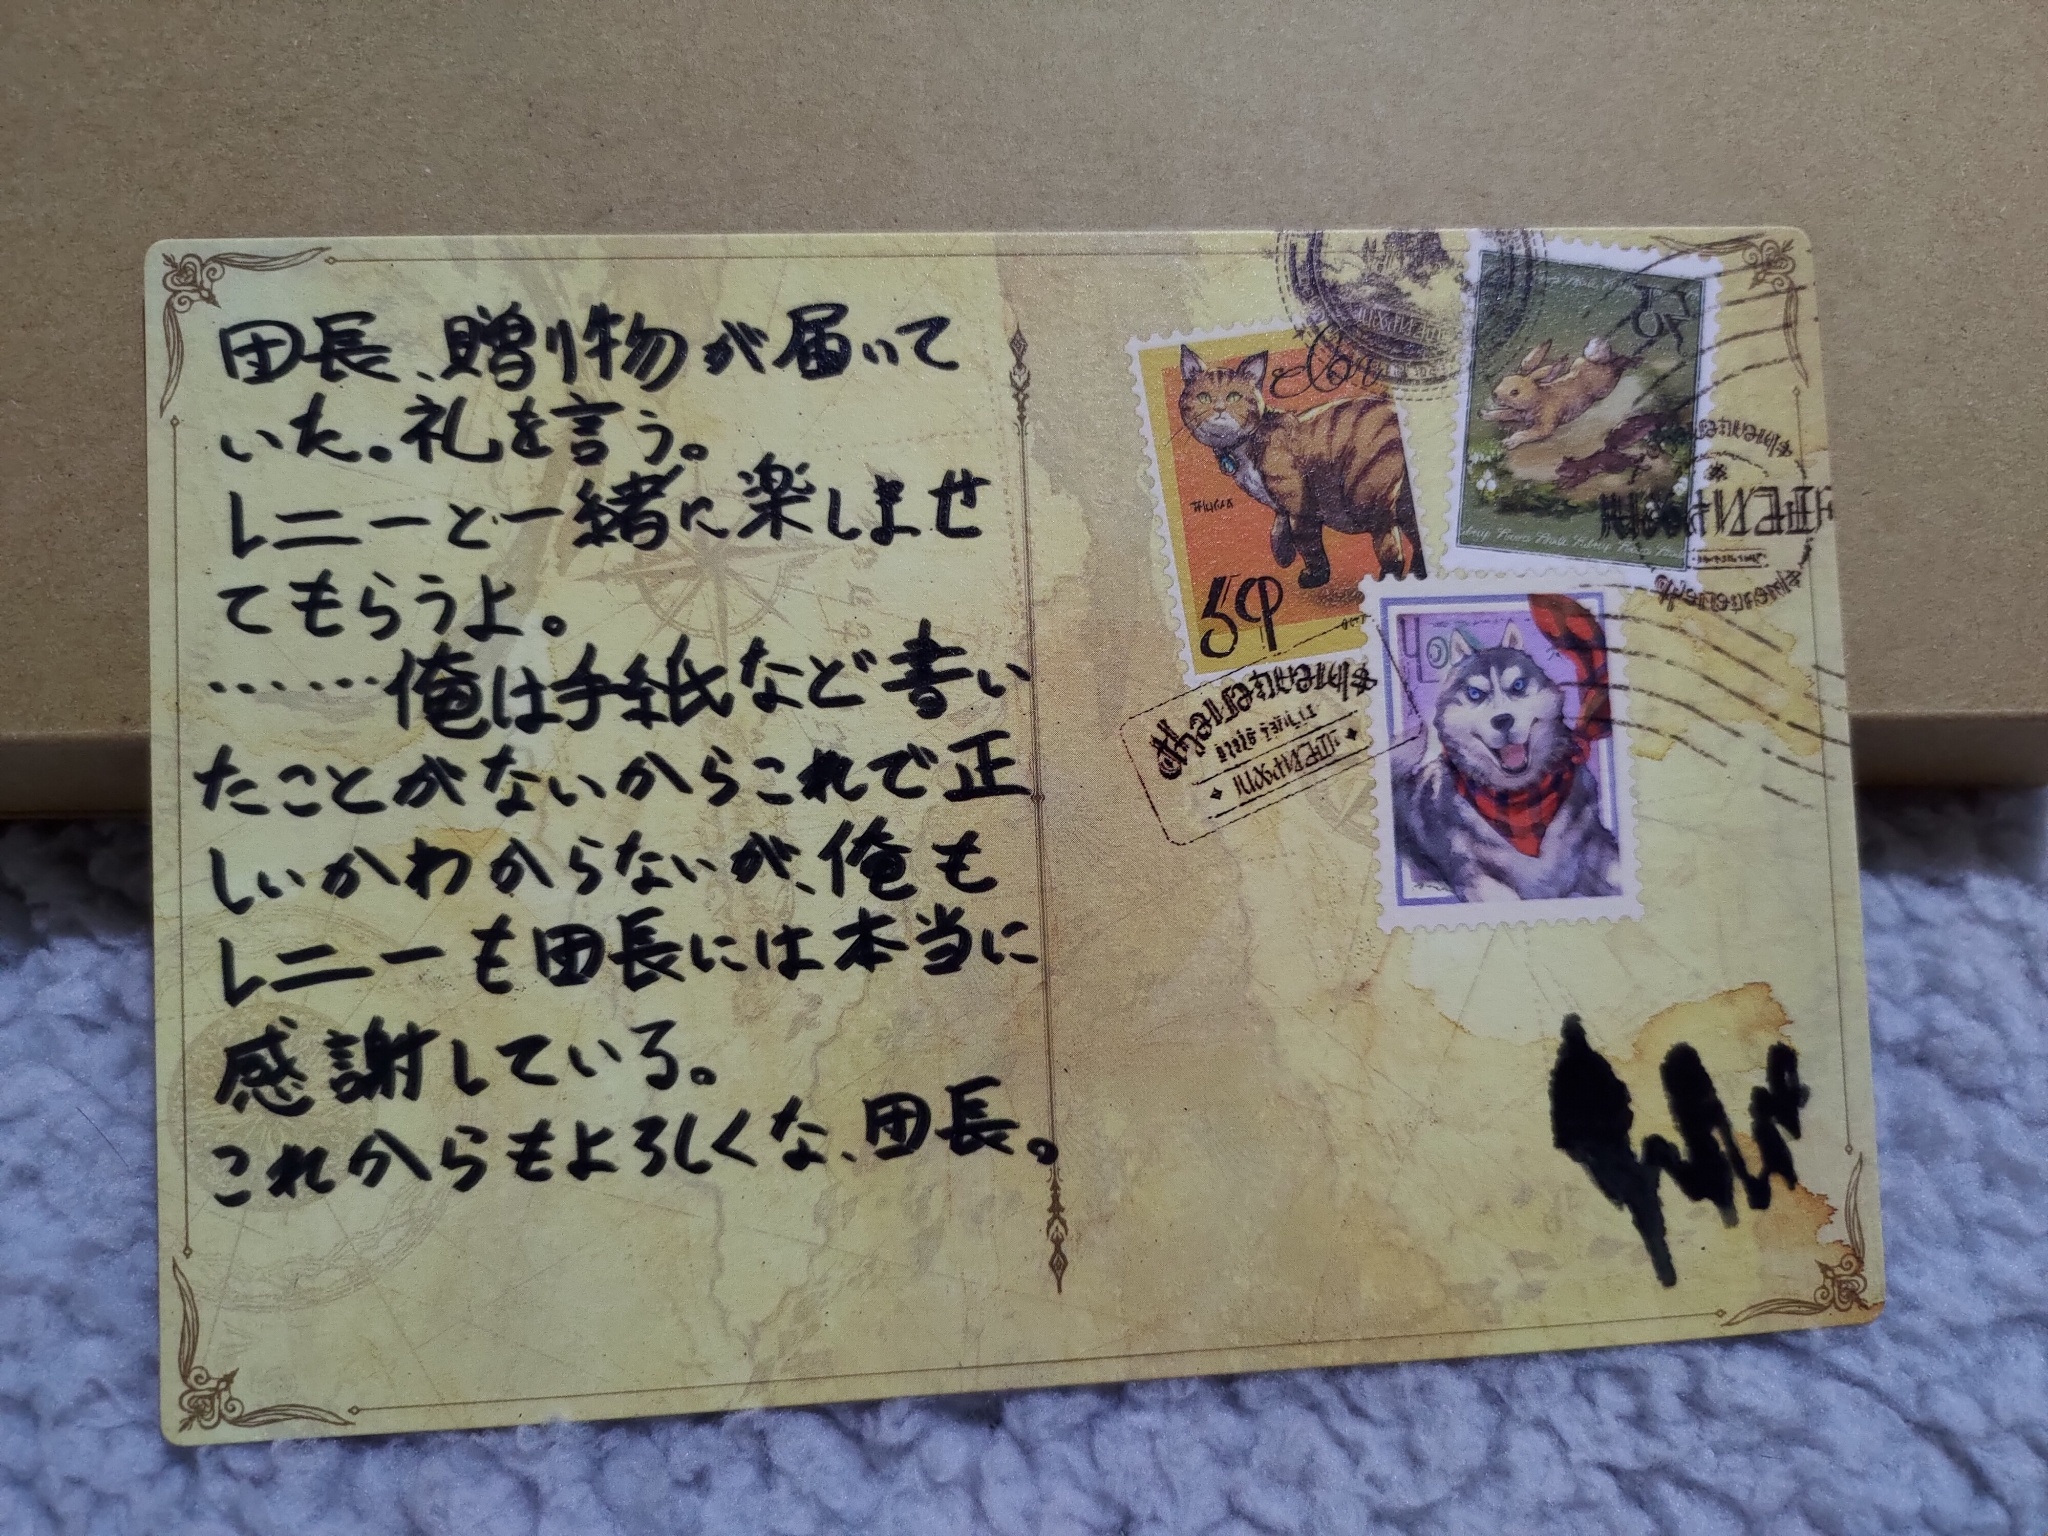 団長、贈り物が届いて
いた。礼を言う。
レニーと一緒に楽しませ
てもらうよ。
……俺は手紙など書い
たことがないからこれで正
しいかわからないが、俺も
レニーも団長には本当に
感謝している。
これからもよろしくな、団長。